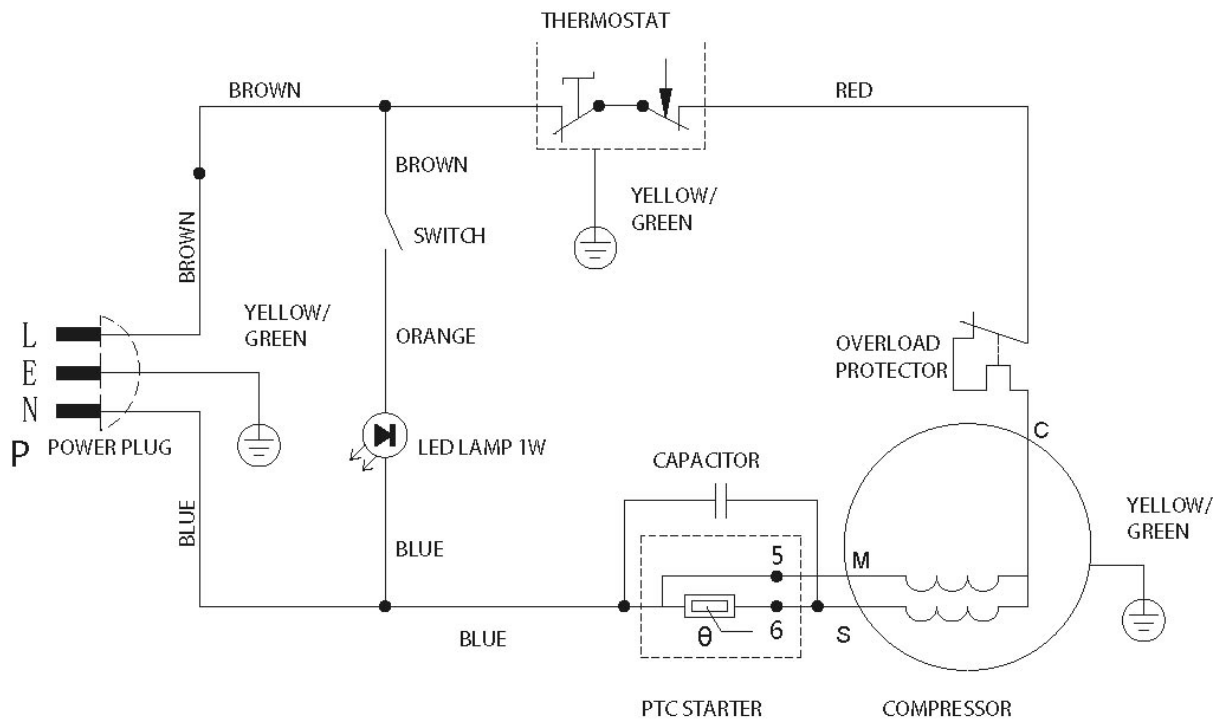 THERMOSTAT
BROWN
RED
BROWN
YELLOW/
GREEN
SWITCH
BROWN
YELLOW/
GREEN
L
E
N
P
POWER PLUG
ORANGE
OVERLOAD
PROTECTOR
C
LED LAMP 1W
CAPACITOR
YELLOW/
GREEN
BLUE
BLUE
5
M
BLUE
θ
6
S
PTC STARTER
COMPRESSOR